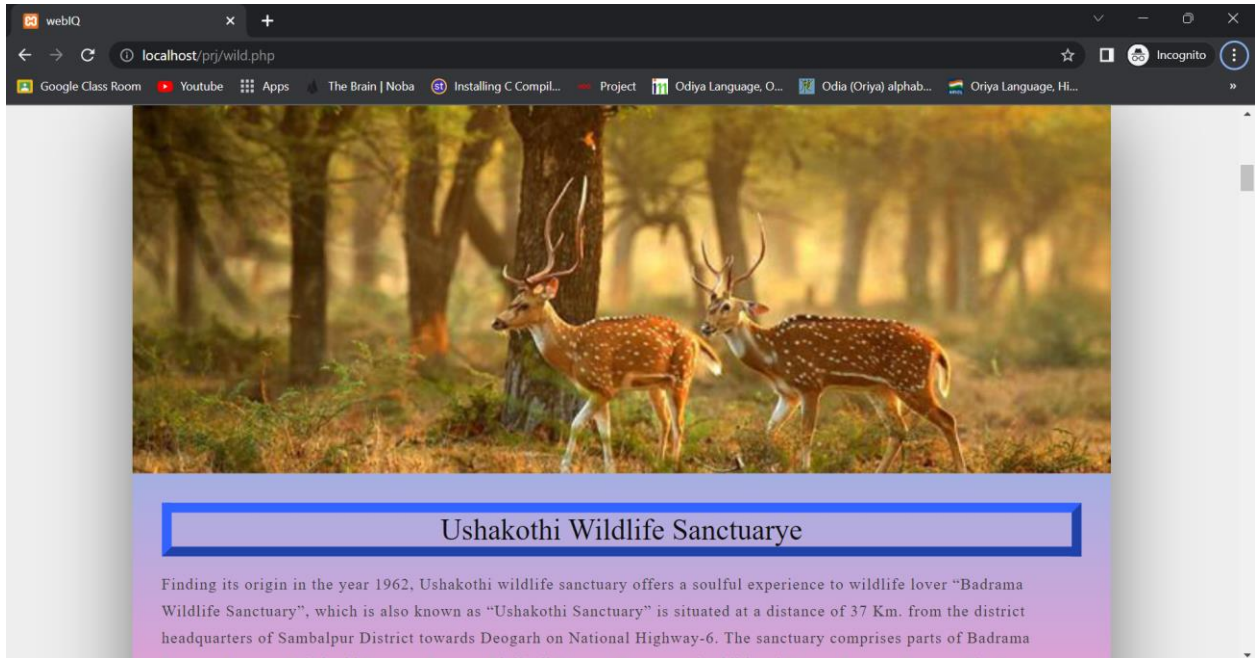 webIQ
localhost/prj/wild.php
Incognito
Google Class Room
Youtube
Apps
The Brain | Noba
st
Installing C Compil...
Project
Odiya Language, O...
Odia (Oriya) alphab...
Oriya Language, Hi...
»
Ushakothi Wildlife Sanctuarye
Finding its origin in the year 1962, Ushakothi wildlife sanctuary offers a soulful experience to wildlife lover “Badrama
Wildlife Sanctuary”, which is also known as “Ushakothi Sanctuary” is situated at a distance of 37 Km. from the district
headquarters of Sambalpur District towards Deogarh on National Highway-6. The sanctuary comprises parts of Badrama